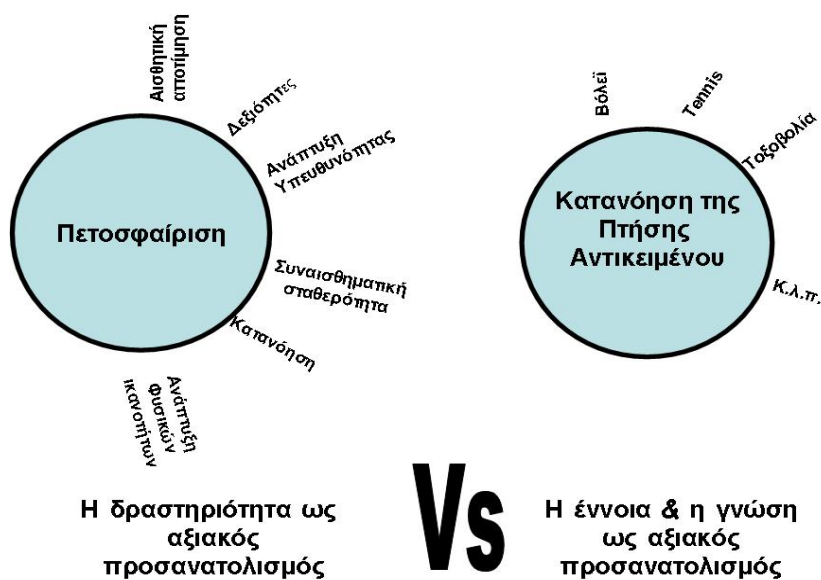 Αισθητική
αποτίμηση
Δεξιότητες
Ανάπτυξη
Υπευθυνότητας
Πετοσφαίριση
Συναισθηματική
σταθερότητα
Κατανόηση
Ανάπτυξη
Φυσικών
ικανοτήτων
Η δραστηριότητα ως
αξιακός
προσανατολισμός
Vs
Βόλεϊ
Tennis
Τοξοβολία
Κατανόηση της
Πτήσης
Αντικειμένου
Κ.λ.π.
Η έννοια & η γνώση
ως αξιακός
προσανατολισμός